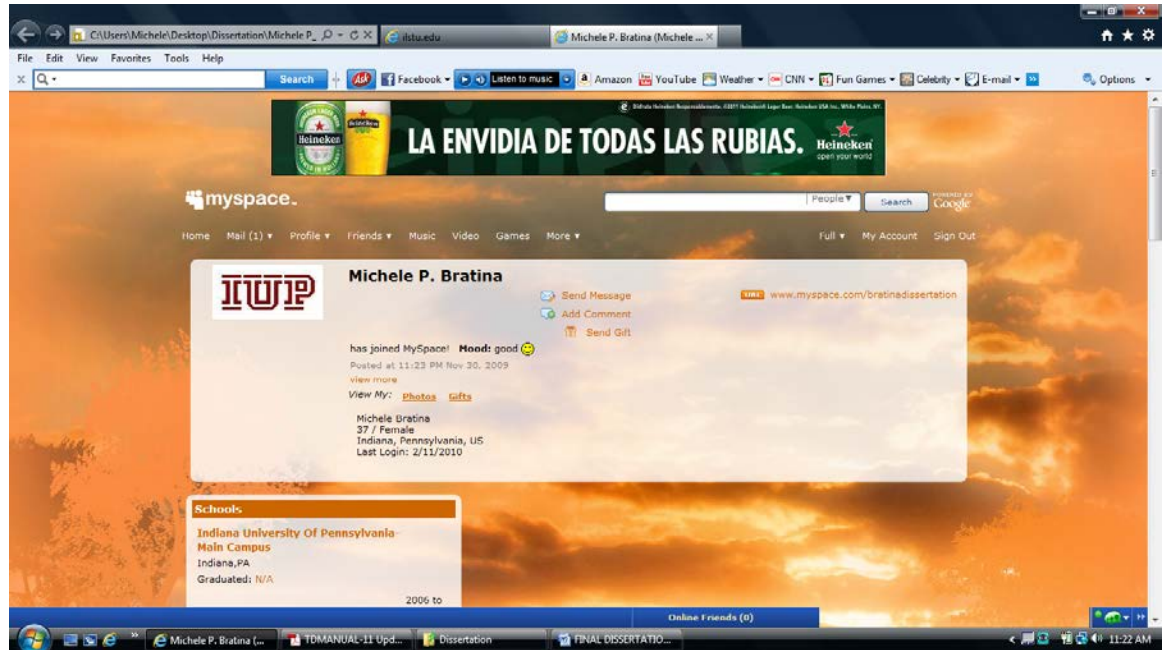 C:\Users\Michele\Desktop\Dissertation\Michele P_
ilstu.edu
Michele P. Bratina (Michele ...
File Edit View Favorites Tools Help
Search
Ask
Facebook
Listen to music
Amazon
YouTube
Weather
CNN
Fun Games
Celebrity
E-mail
Options
Heineken
LA ENVIDIA DE TODAS LAS RUBIAS.
Heineken
open your world
myspace.
People
Search
Google
Home Mail (1) Profile Friends Music Video Games More
Full My Account Sign Out
IUP
Michele P. Bratina
Send Message
URL www.myspace.com/bratinadissertation
Add Comment
Send Gift
has joined MySpace! Mood: good
Posted at 11:23 PM Nov 30, 2009
view more
View My: Photos Gifts
Michele Bratina
37 / Female
Indiana, Pennsylvania, US
Last Login: 2/11/2010
Schools
Indiana University Of Pennsylvania-
Main Campus
Indiana,PA
Graduated: N/A
2006 to
Online Friends (0)
Michele P. Bratina (...
TDMANUAL-11 Upd...
Dissertation
FINAL DISSERTATIO...
11:22 AM